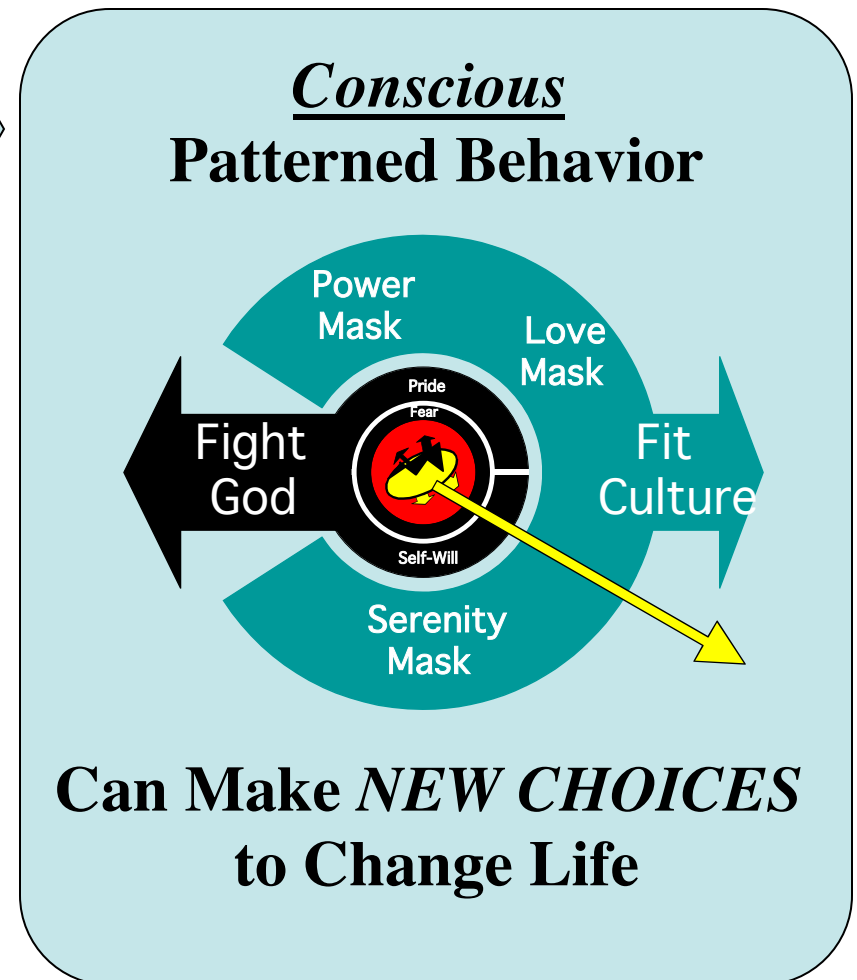 Conscious
Patterned Behavior
Power
Mask
Love
Mask
Pride
Fear
Fight
God
Fit
Culture
Self-Will
Serenity
Mask
Can Make NEW CHOICES
to Change Life